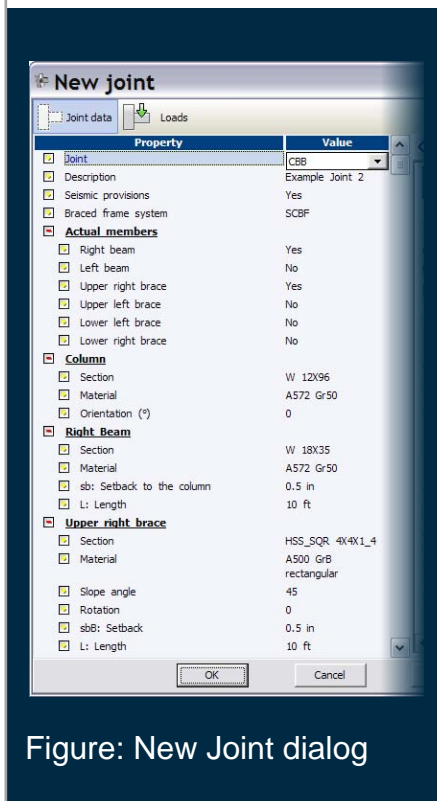 New joint
Joint data Loads
Property Value
Joint CBB
Description Example Joint 2
Seismic provisions Yes
Braced frame system SCBF
Actual members
Right beam Yes
Left beam No
Upper right brace Yes
Upper left brace No
Lower left brace No
Lower right brace No
Column
Section W 12X96
Material A572 Gr50
Orientation (º) 0
Right Beam
Section W 18X35
Material A572 Gr50
sb: Setback to the column 0.5 in
L: Length 10 ft
Upper right brace
Section HSS_SQR 4X4X1_4
Material A500 GrB
rectangular
Slope angle 45
Rotation 0
sbB: Setback 0.5 in
L: Length 10 ft
OK Cancel
Figure: New Joint dialog